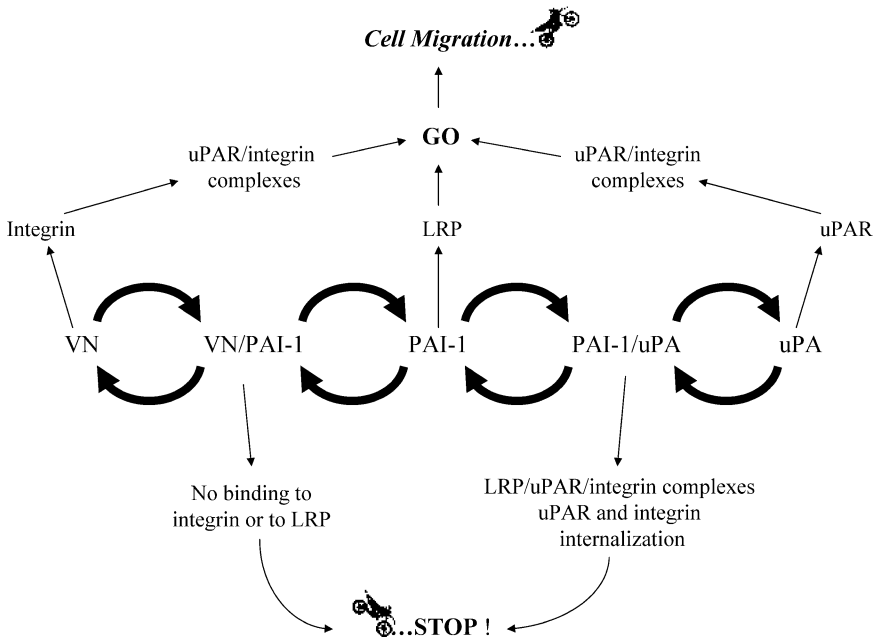 Cell Migration…
GO
uPAR/integrin
complexes
uPAR/integrin
complexes
Integrin
LRP
uPAR
VN
VN/PAI-1
PAI-1
PAI-1/uPA
uPA
No binding to
integrin or to LRP
LRP/uPAR/integrin complexes
uPAR and integrin
internalization
…STOP !